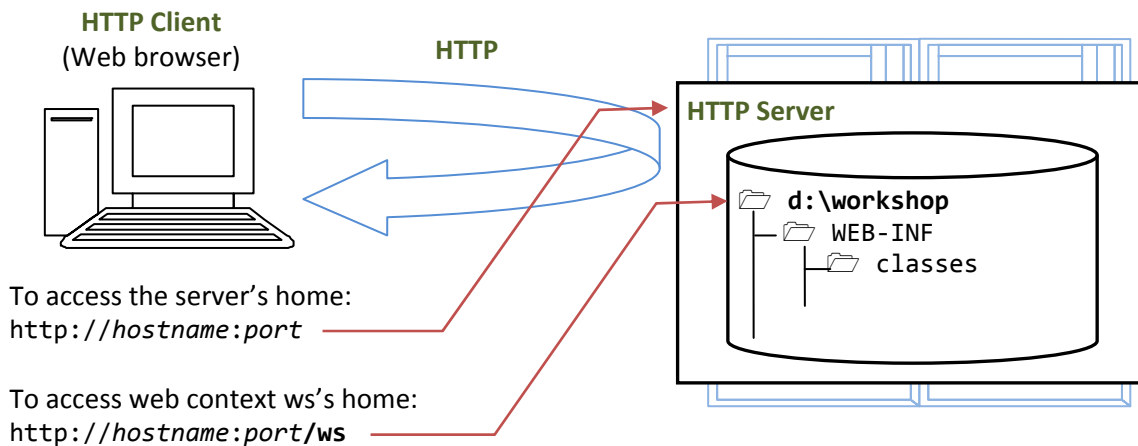 HTTP Client
(Web browser)
HTTP
HTTP Server
d:\workshop
WEB-INF
classes
To access the server’s home:
http://hostname:port
To access web context ws’s home:
http://hostname:port/ws